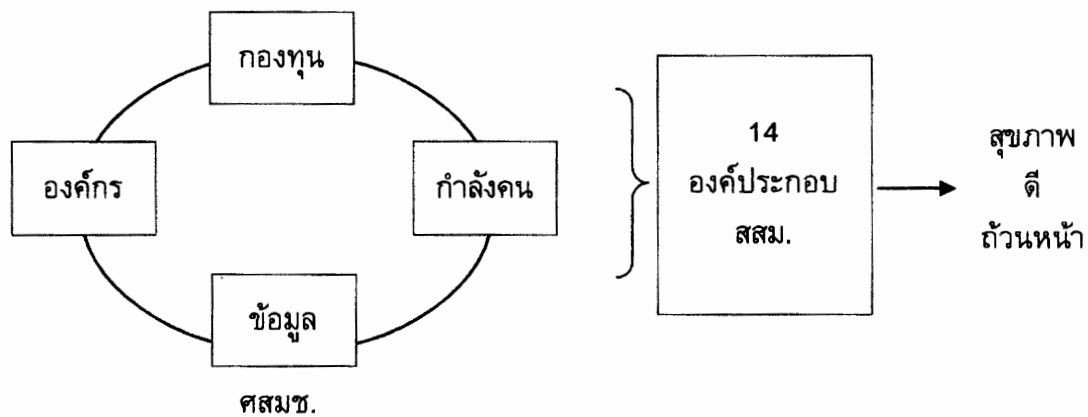 กองทุน
องค์กร
กำลังคน
ข้อมูล
ศสมช.
14
องค์ประกอบ
สสม.
สุขภาพ
ดี
ถ้วนหน้า